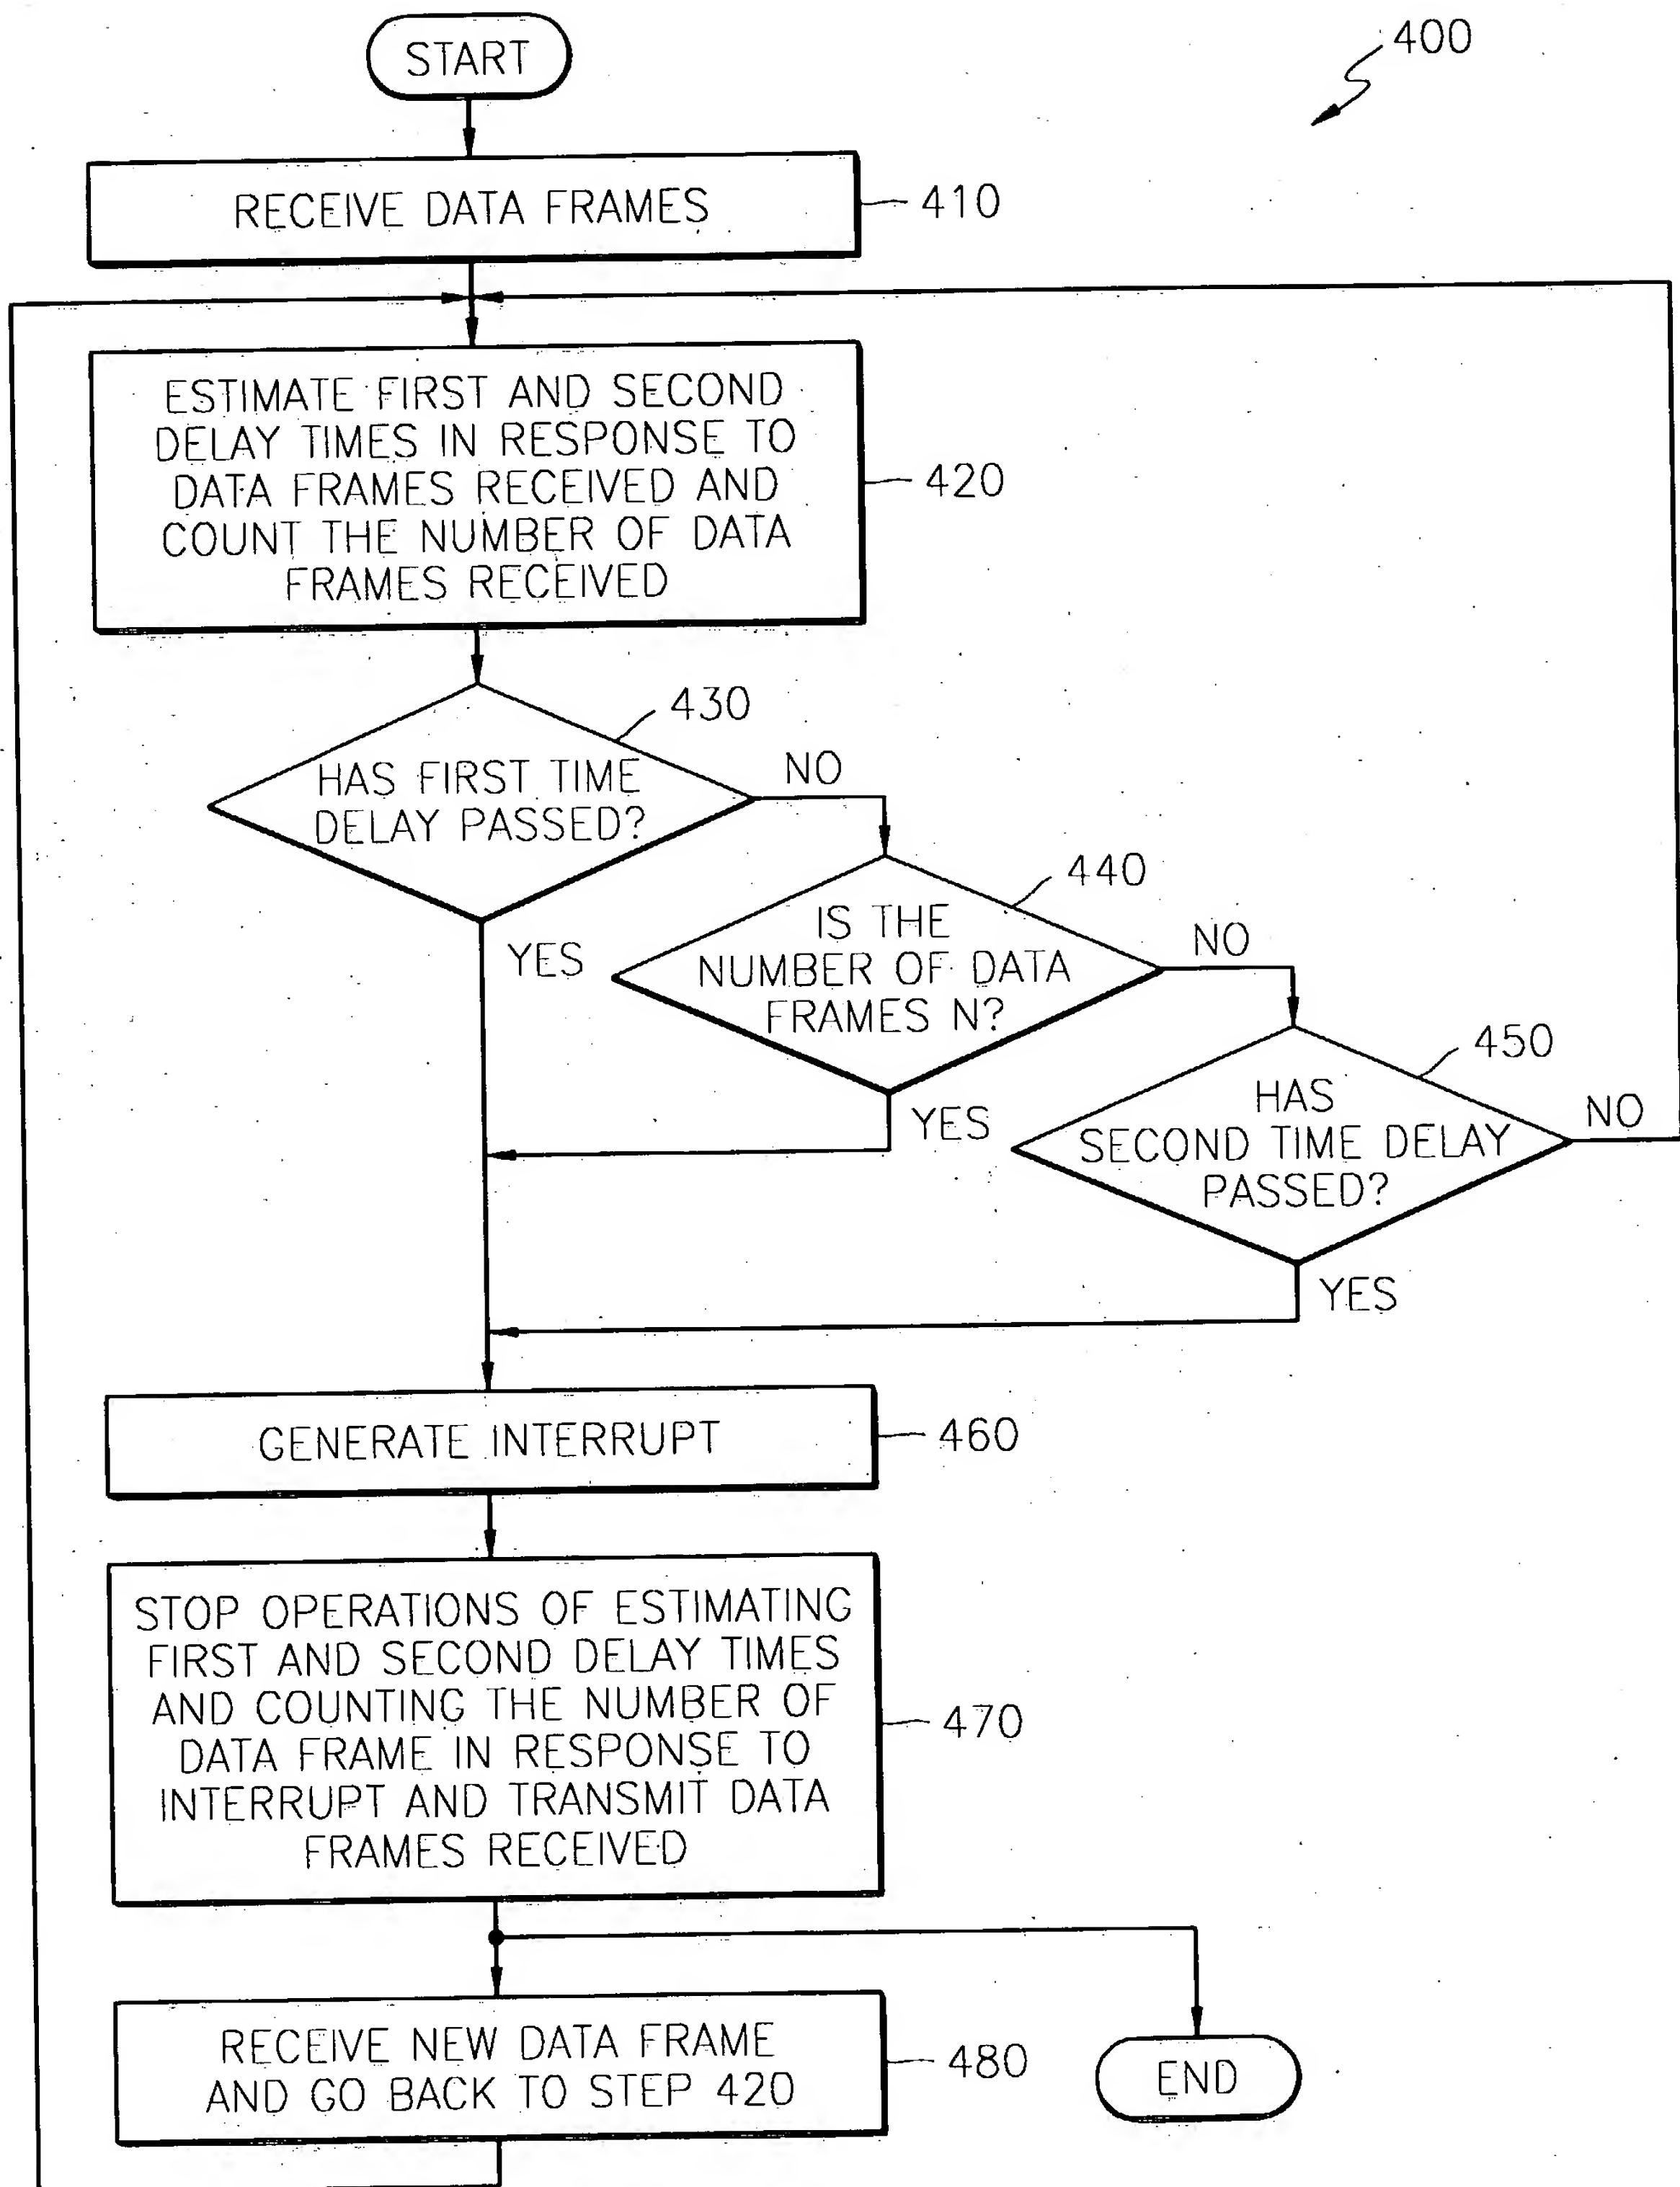 START
400
RECEIVE DATA FRAMES
410
ESTIMATE FIRST AND SECOND
DELAY TIMES IN RESPONSE TO
DATA FRAMES RECEIVED AND
COUNT THE NUMBER OF DATA
FRAMES RECEIVED
420
430
HAS FIRST TIME
DELAY PASSED?
NO
YES
440
IS THE
NUMBER OF DATA
FRAMES N?
NO
YES
450
HAS
SECOND TIME DELAY
PASSED?
NO
YES
GENERATE INTERRUPT
460
STOP OPERATIONS OF ESTIMATING
FIRST AND SECOND DELAY TIMES
AND COUNTING THE NUMBER OF
DATA FRAME IN RESPONSE TO
INTERRUPT AND TRANSMIT DATA
FRAMES RECEIVED
470
RECEIVE NEW DATA FRAME
AND GO BACK TO STEP 420
480
END